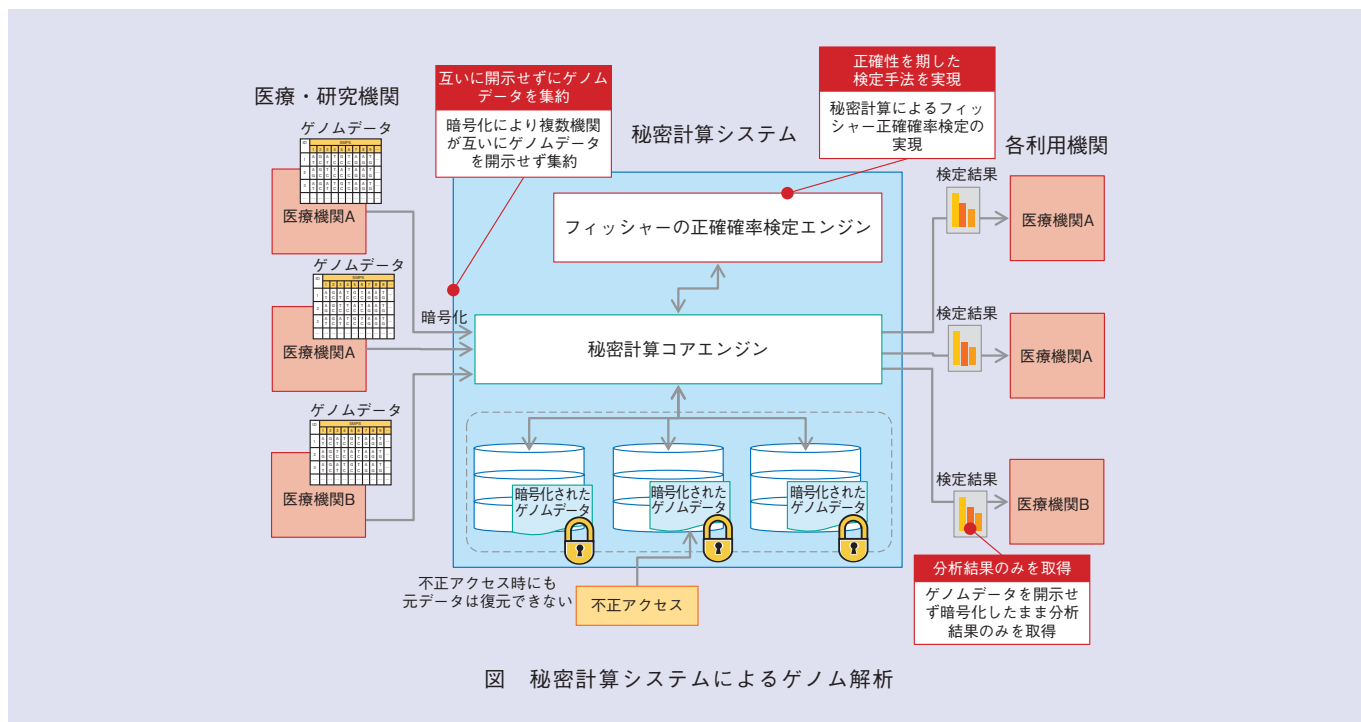 医療・研究機関
ゲノムデータ
医療機関A
ゲノムデータ
医療機関A
ゲノムデータ
医療機関B
暗号化
互いに開示せずにゲノム
データを集約
暗号化により複数機関
が互いにゲノムデータ
を開示せず集約
秘密計算システム
正確性を期した
検定手法を実現
秘密計算によるフィッ
シャー正確確率検定の
実現
フィッシャーの正確確率検定エンジン
秘密計算コアエンジン
暗号化された
ゲノムデータ
暗号化された
ゲノムデータ
暗号化された
ゲノムデータ
不正アクセス時にも
元データは復元できない
不正アクセス
各利用機関
検定結果
医療機関A
検定結果
医療機関A
検定結果
医療機関B
分析結果のみを取得
ゲノムデータを開示せ
ず暗号化したまま分析
結果のみを取得
図 秘密計算システムによるゲノム解析